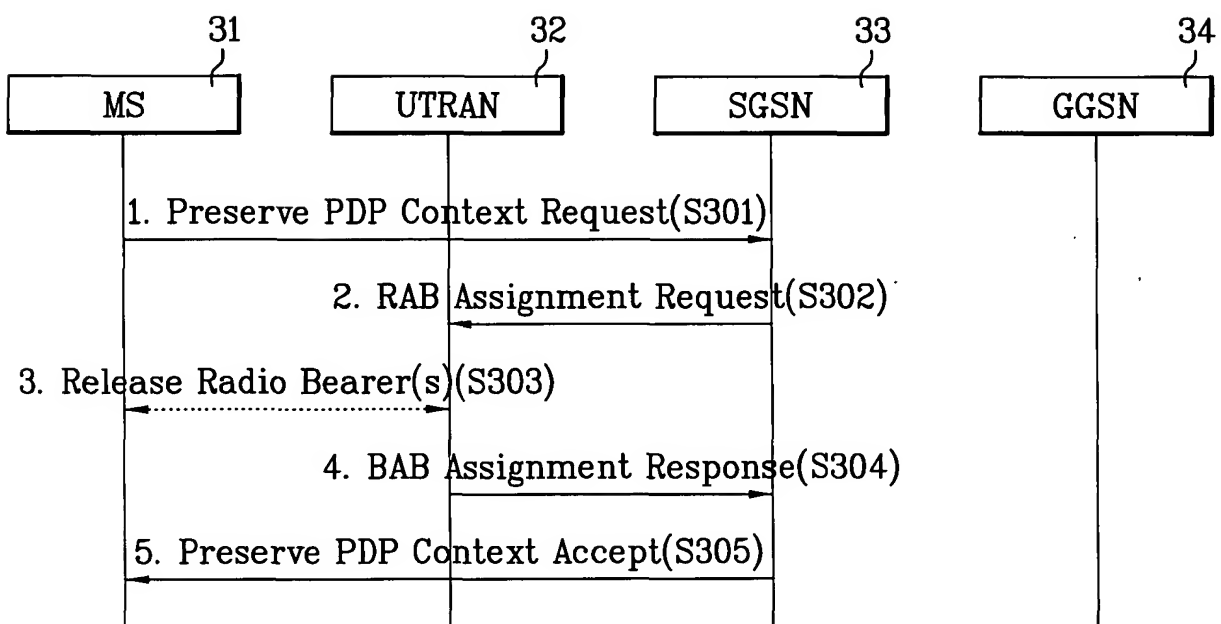 31 32 33 34
MS UTRAN SGSN GGSN
1. Preserve PDP Context Request(S301)
2. RAB Assignment Request(S302)
3. Release Radio Bearer(s)(S303)
4. BAB Assignment Response(S304)
5. Preserve PDP Context Accept(S305)